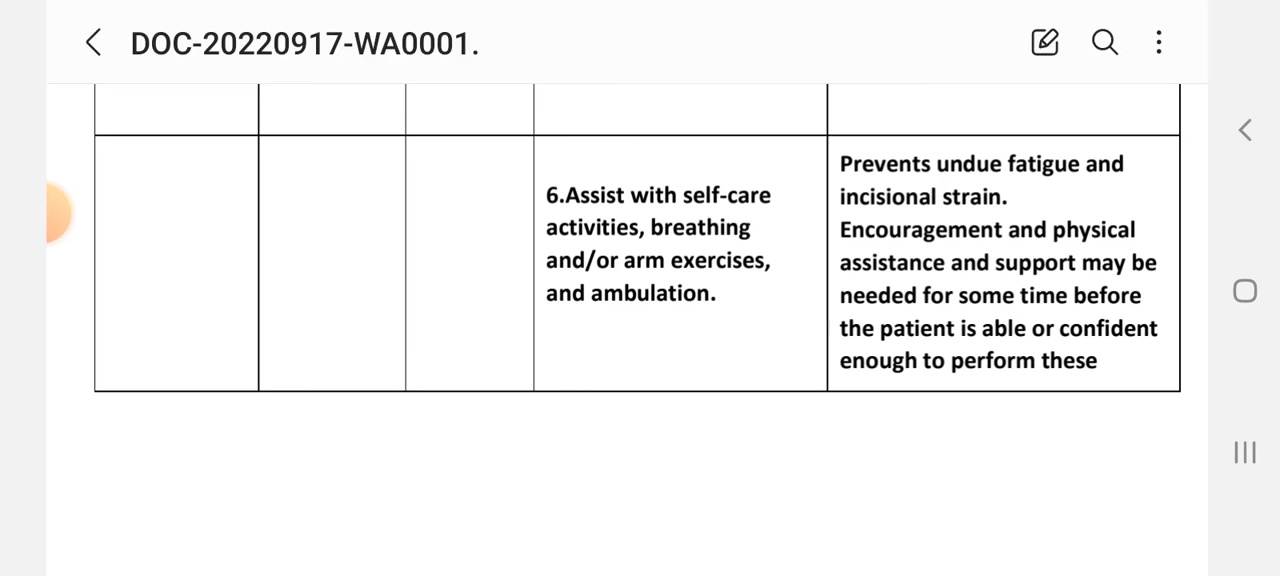 DOC-20220917-WA0001.
6.Assist with self-care
activities, breathing
and/or arm exercises,
and ambulation.
Prevents undue fatigue and
incisional strain.
Encouragement and physical
assistance and support may be
needed for some time before
the patient is able or confident
enough to perform these